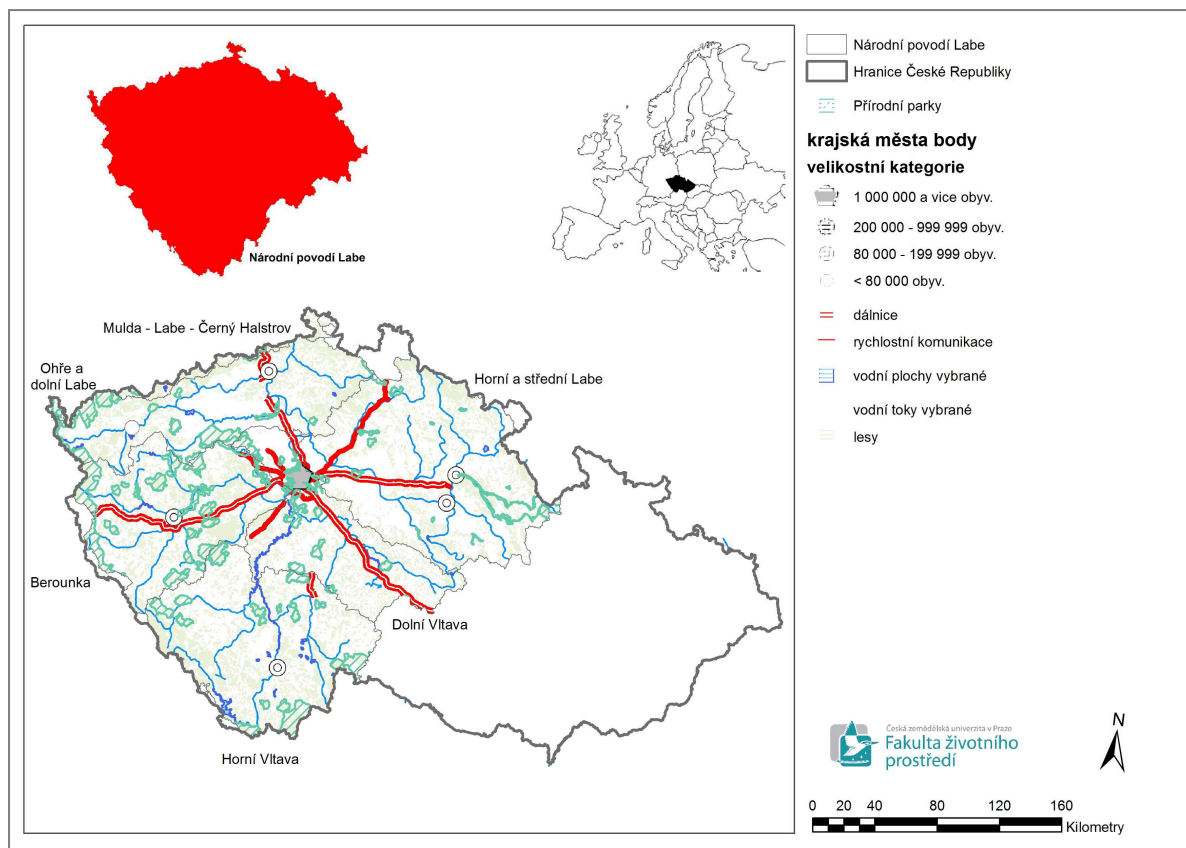 Národní povodí Labe
Mulda - Labe - Černý Halstrov
Ohře a
dolní Labe
Horní a střední Labe
Berounka
Dolní Vltava
Horní Vltava
Národní povodí Labe
Hranice České Republiky
Přírodní parky
krajská města body
velikostní kategorie
1 000 000 a vice obyv.
200 000 - 999 999 obyv.
80 000 - 199 999 obyv.
< 80 000 obyv.
dálnice
rychlostní komunikace
vodní plochy vybrané
vodní toky vybrané
lesy
Česká zemědělská univerzita v Praze
Fakulta životního
prostředí
N
0 20 40 80 120 160
Kilometry